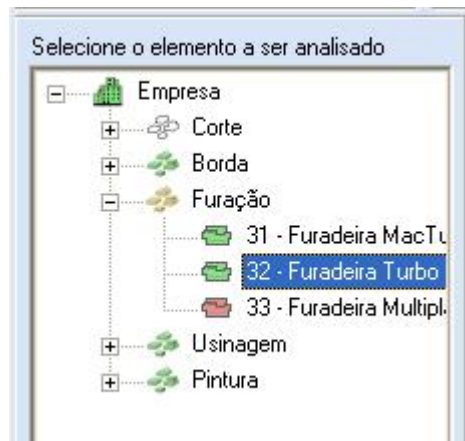 Selecione o elemento a ser analisado
Empresa
Corte
Borda
Furação
31 - Furadeira
32 - Furadeira Turbo
33 - Furadeira
Usinagem
Pintura